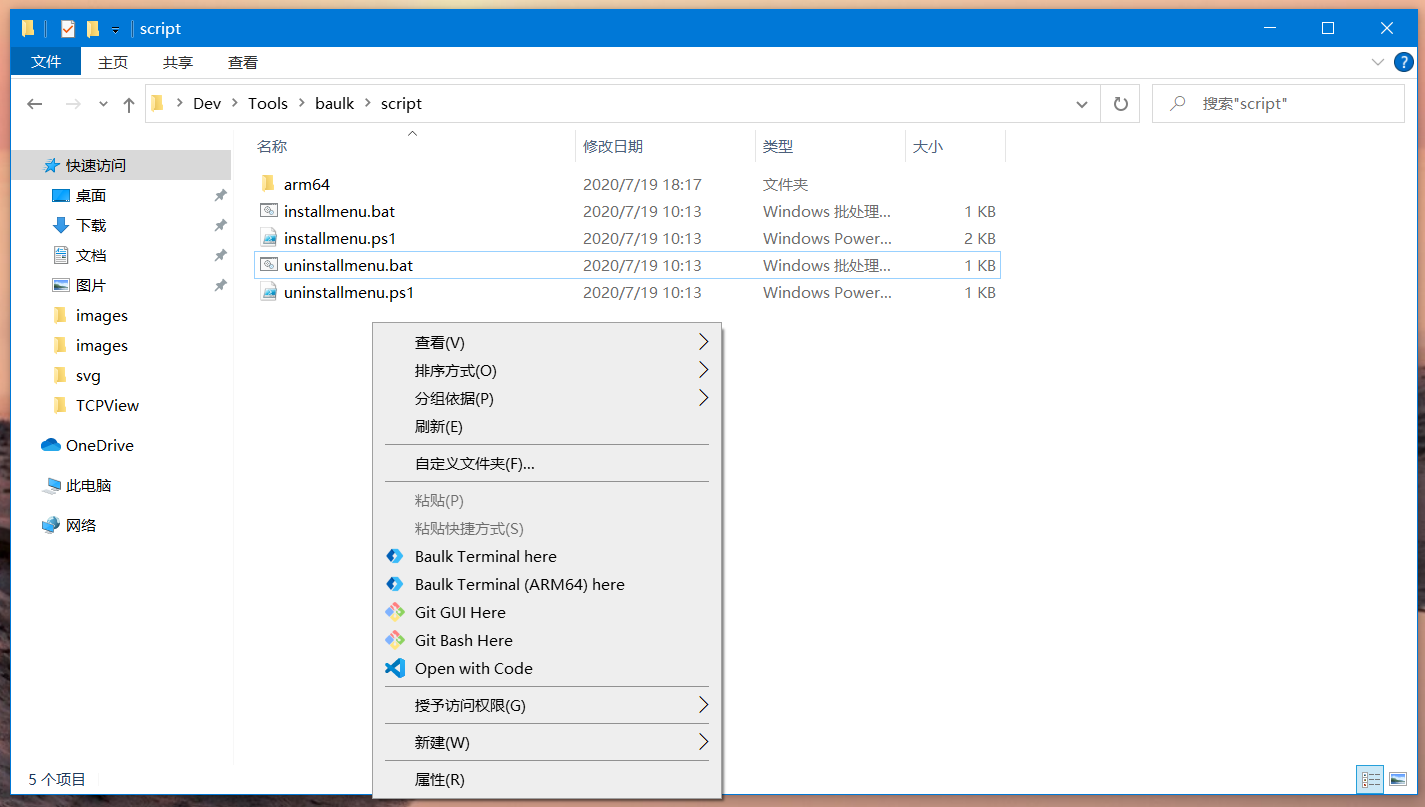 script
文件 主页 共享 查看
Dev Tools baulk script
搜索"script"
名称 修改日期 类型 大小
快速访问
桌面
下载
文档
图片
images
images
svg
TCPView
OneDrive
此电脑
网络
arm64 2020/7/19 18:17 文件夹
installmenu.bat 2020/7/19 10:13 Windows 批处理... 1 KB
installmenu.ps1 2020/7/19 10:13 Windows Power... 2 KB
uninstallmenu.bat 2020/7/19 10:13 Windows 批处理... 1 KB
uninstallmenu.ps1 2020/7/19 10:13 Windows Power... 1 KB
查看(V)
排序方式(O)
分组依据(P)
刷新(E)
自定义文件夹(F)...
粘贴(P)
粘贴快捷方式(S)
Baulk Terminal here
Baulk Terminal (ARM64) here
Git GUI Here
Git Bash Here
Open with Code
授予访问权限(G)
新建(W)
属性(R)
5 个项目